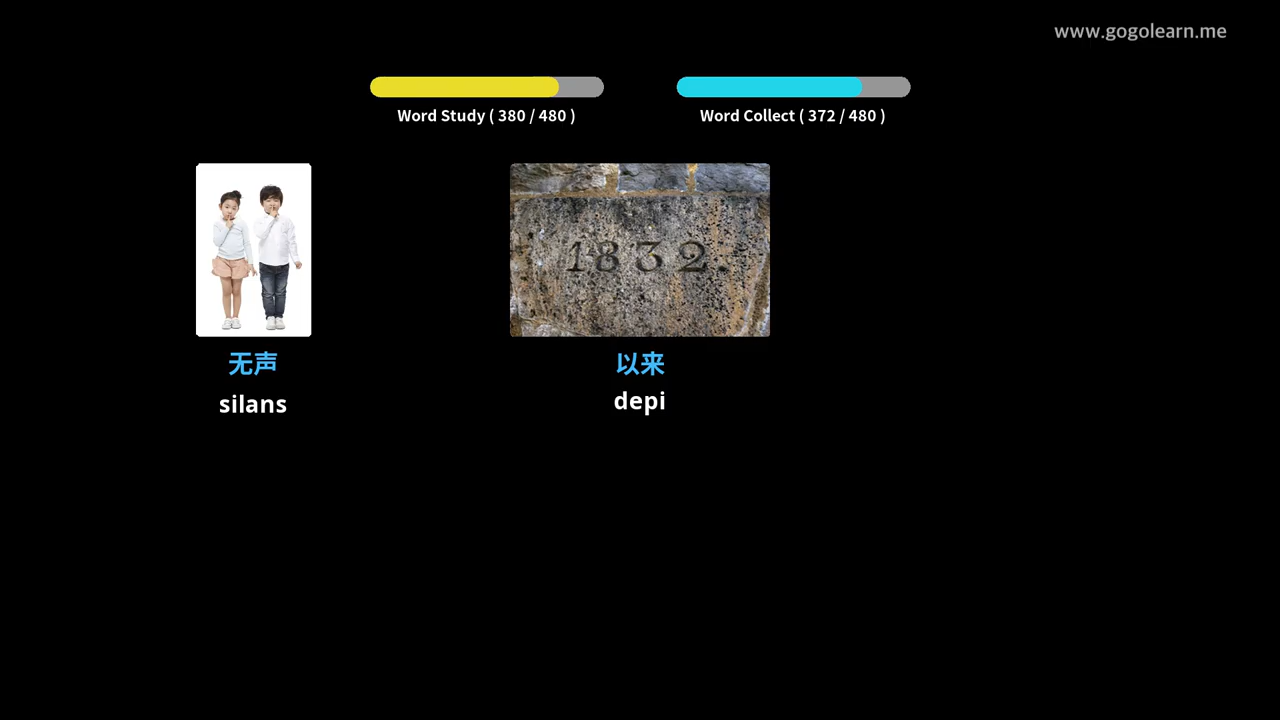 www.gogolearn.me
Word Study ( 380 / 480 )
Word Collect ( 372 / 480 )
1832.
无声
以来
silans
depi